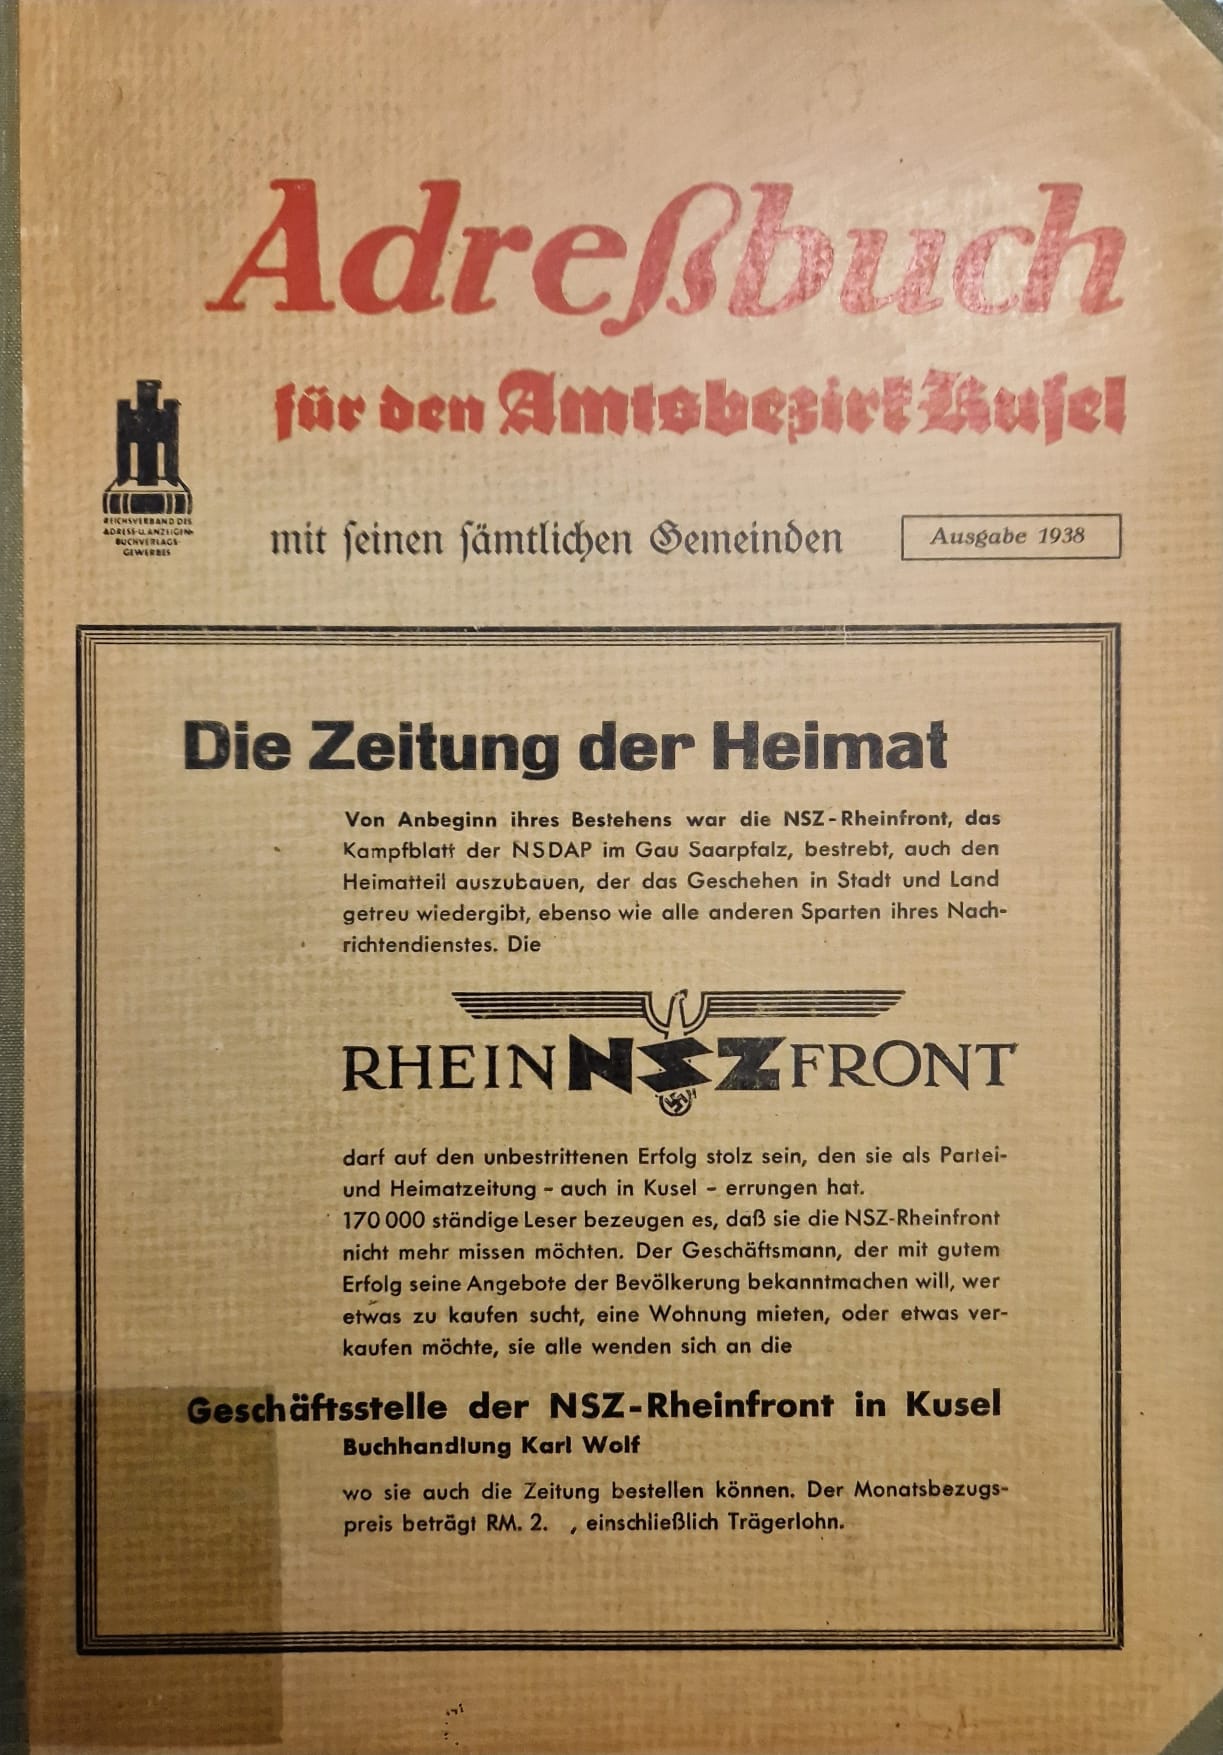 Adreßbuch
für den Amtsbezirk Kusel
REICHSVERBAND DES
ADRESS-U.ANZEIGEN-
BUCHVERLAGS-
GEWERBES
mit seinen sämtlichen Gemeinden
Ausgabe 1938
Die Zeitung der Heimat
Von Anbeginn ihres Bestehens war die NSZ-Rheinfront, das
Kampfblatt der NSDAP im Gau Saarpfalz, bestrebt, auch den
Heimatteil auszubauen, der das Geschehen in Stadt und Land
getreu wiedergibt, ebenso wie alle anderen Sparten ihres Nach-
richtendienstes. Die
RHEIN NSZ FRONT
darf auf den unbestrittenen Erfolg stolz sein, den sie als Partei-
und Heimatzeitung - auch in Kusel - errungen hat.
170 000 ständige Leser bezeugen es, daß sie die NSZ-Rheinfront
nicht mehr missen möchten. Der Geschäftsmann, der mit gutem
Erfolg seine Angebote der Bevölkerung bekanntmachen will, wer
etwas zu kaufen sucht, eine Wohnung mieten, oder etwas ver-
kaufen möchte, sie alle wenden sich an die
Geschäftsstelle der NSZ-Rheinfront in Kusel
Buchhandlung Karl Wolf
wo sie auch die Zeitung bestellen können. Der Monatsbezugs-
preis beträgt RM. 2. , einschließlich Trägerlohn.